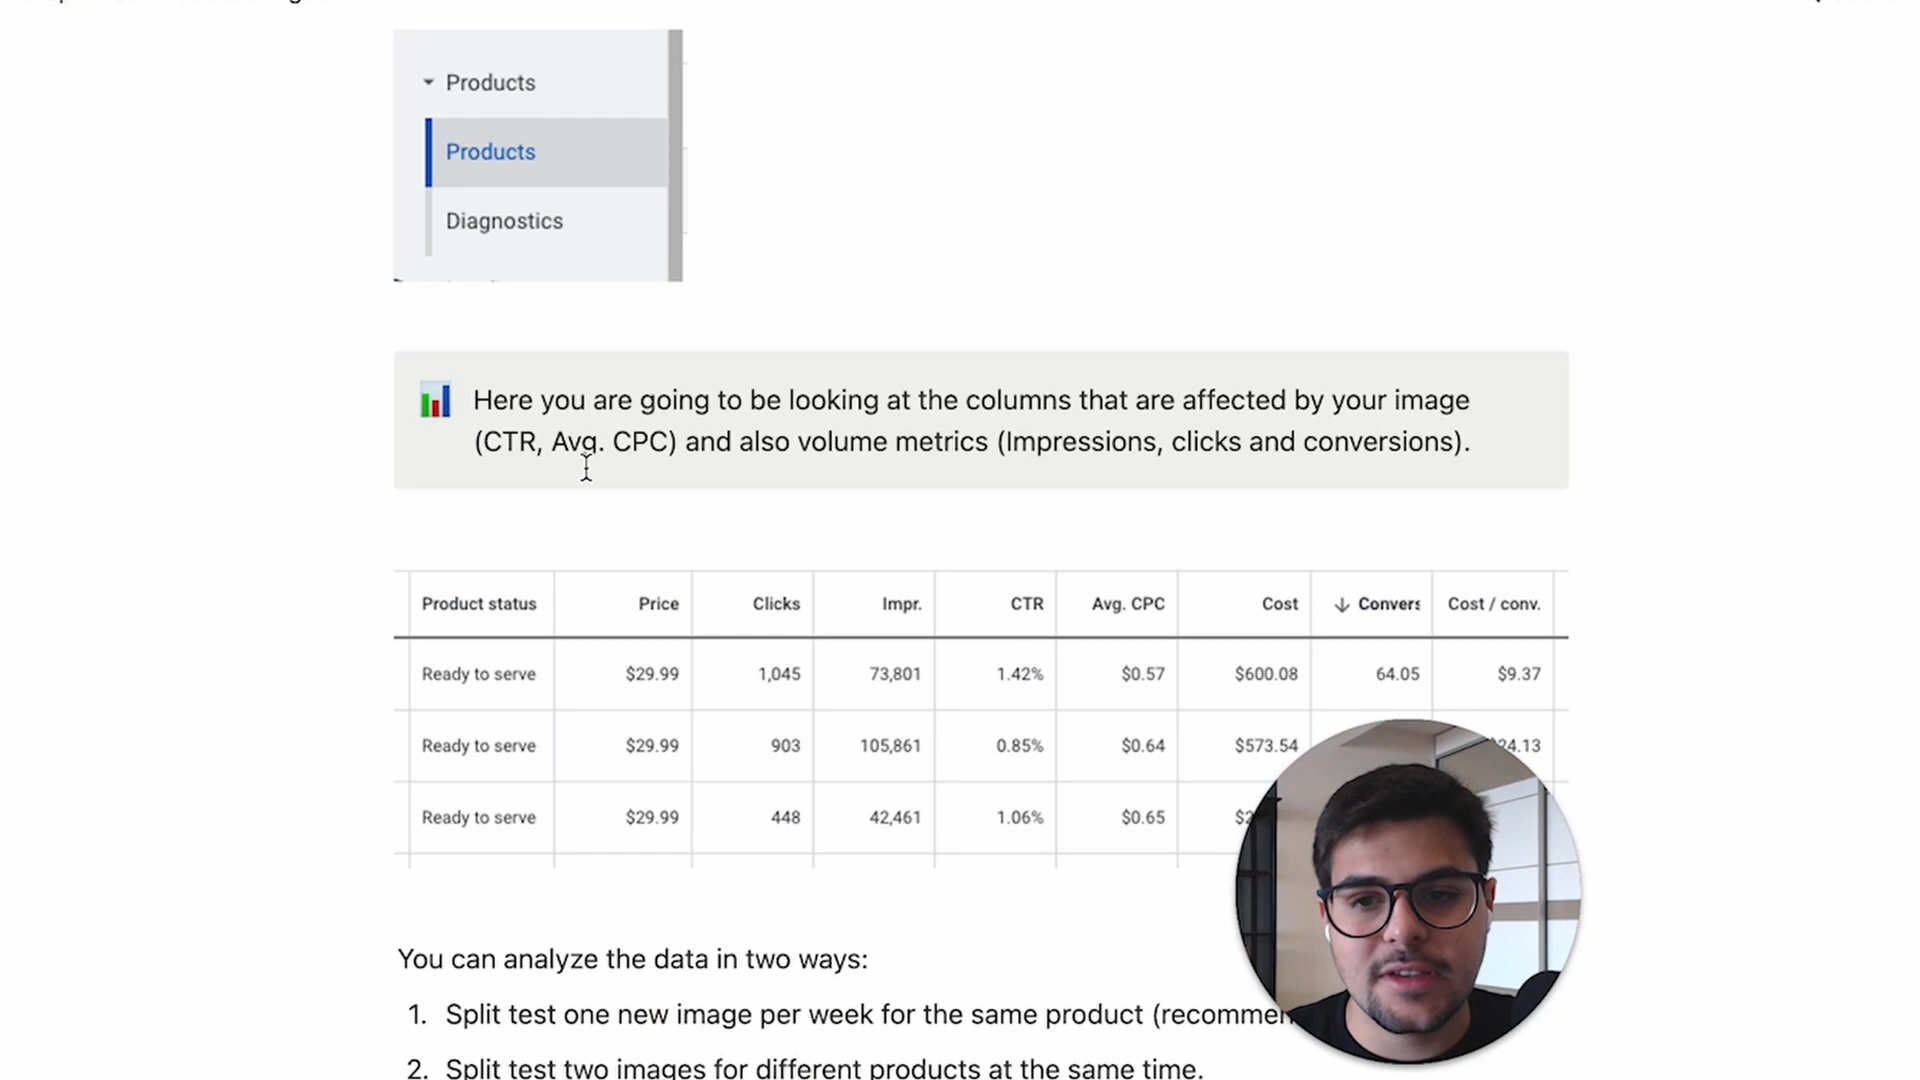 Products
Products
Diagnostics
Here you are going to be looking at the columns that are affected by your image
(CTR, Avg. CPC) and also volume metrics (Impressions, clicks and conversions).
Product status Price Clicks Impr. CTR Avg. CPC Cost ↓ Convers Cost / conv.
Ready to serve $29.99 1,045 73,801 1.42% $0.57 $600.08 64.05 $9.37
Ready to serve $29.99 903 105,861 0.85% $0.64 $573.54 24.13
Ready to serve $29.99 448 42,461 1.06% $0.65
You can analyze the data in two ways:
1. Split test one new image per week for the same product (recommen
2. Split test two images for different products at the same time.